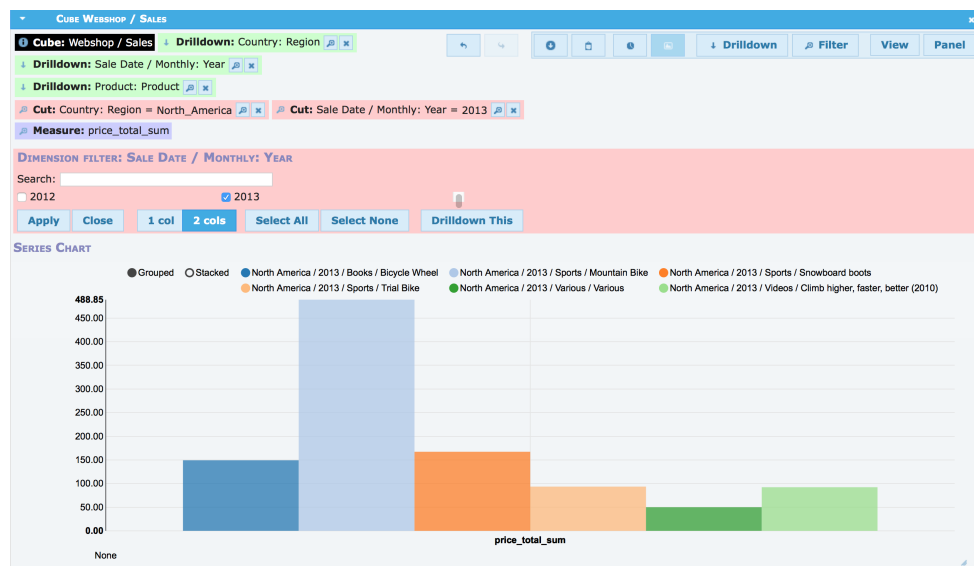 Cube Webshop / Sales
Cube: Webshop / Sales Drilldown: Country: Region Drilldown Filter View Panel
Drilldown: Sale Date / Monthly: Year
Drilldown: Product: Product
Cut: Country: Region = North_America Cut: Sale Date / Monthly: Year = 2013
Measure: price_total_sum
Dimension filter: Sale Date / Monthly: Year
Search:
2012 2013
Apply Close 1 col 2 cols Select All Select None Drilldown This
Series Chart
Grouped Stacked North America / 2013 / Books / Bicycle Wheel North America / 2013 / Sports / Mountain Bike North America / 2013 / Sports / Snowboard boots
North America / 2013 / Sports / Trial Bike North America / 2013 / Various / Various North America / 2013 / Videos / Climb higher, faster, better (2010)
488.85
450.00
400.00
350.00
300.00
250.00
200.00
150.00
100.00
50.00
0.00
price_total_sum
None